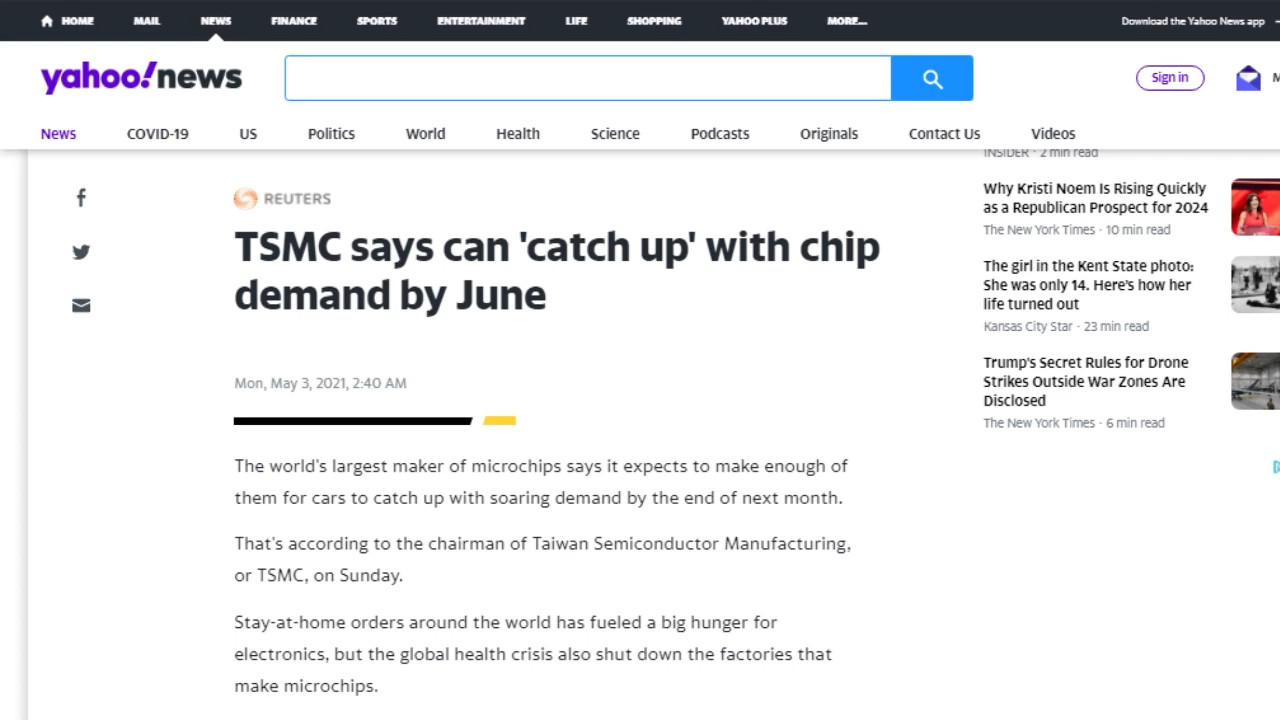 HOME MAIL NEWS FINANCE SPORTS ENTERTAINMENT LIFE SHOPPING YAHOO PLUS MORE... Download the Yahoo News app
yahoo!news Sign in M
News COVID-19 US Politics World Health Science Podcasts Originals Contact Us Videos
REUTERS
TSMC says can 'catch up' with chip
demand by June
Mon, May 3, 2021, 2:40 AM
The world's largest maker of microchips says it expects to make enough of
them for cars to catch up with soaring demand by the end of next month.
That's according to the chairman of Taiwan Semiconductor Manufacturing,
or TSMC, on Sunday.
Stay-at-home orders around the world has fueled a big hunger for
electronics, but the global health crisis also shut down the factories that
make microchips.
INSIDER · 2 min read
Why Kristi Noem Is Rising Quickly
as a Republican Prospect for 2024
The New York Times · 10 min read
The girl in the Kent State photo:
She was only 14. Here's how her
life turned out
Kansas City Star · 23 min read
Trump's Secret Rules for Drone
Strikes Outside War Zones Are
Disclosed
The New York Times · 6 min read